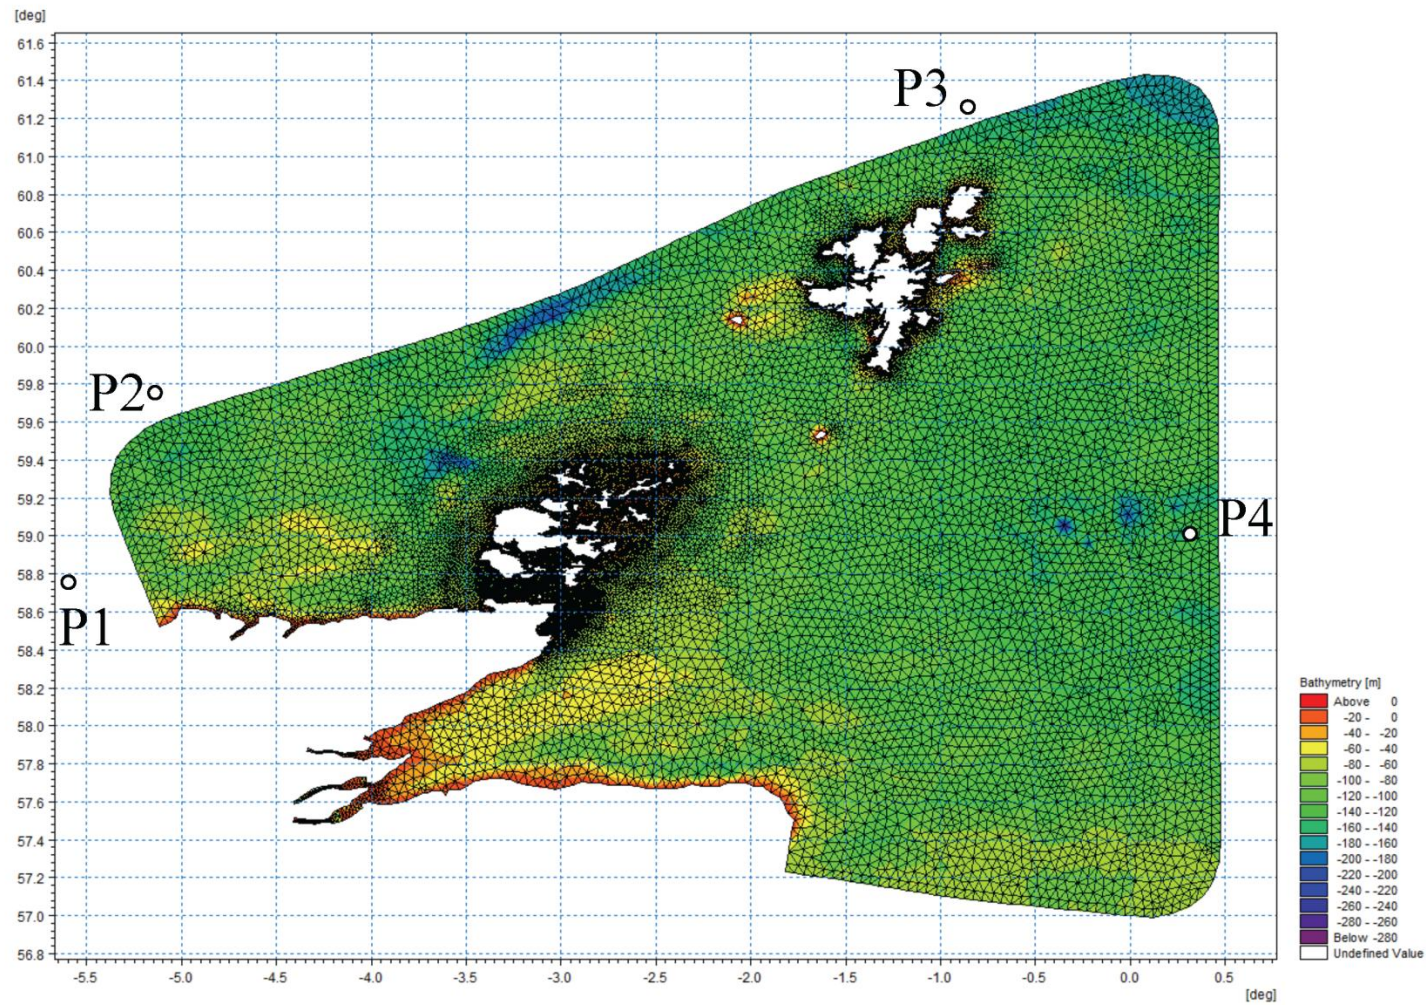 [deg]
61.6
61.4
61.2
61.0
60.8
60.6
60.4
60.2
60.0
59.8
59.6
59.4
59.2
59.0
58.8
58.6
58.4
58.2
58.0
57.8
57.6
57.4
57.2
57.0
56.8
P3
P2
P4
P1
-5.5 -5.0 -4.5 -4.0 -3.5 -3.0 -2.5 -2.0 -1.5 -1.0 -0.5 0.0 0.5
[deg]
Bathymetry [m]
Above 0
-20 - 0
-40 - -20
-60 - -40
-80 - -60
-100 - -80
-120 - -100
-140 - -120
-160 - -140
-180 - -160
-200 - -180
-220 - -200
-240 - -220
-260 - -240
-280 - -260
Below -280
Undefined Value